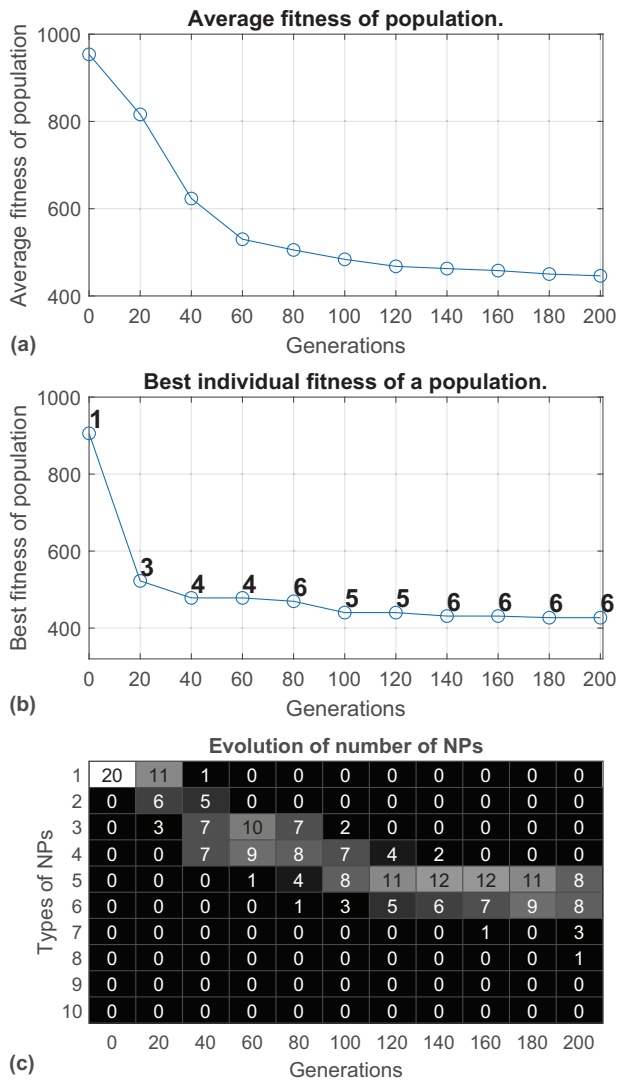 Average fitness of population.
Average fitness of population
1000
800
600
400
0 20 40 60 80 100 120 140 160 180 200
(a)
Generations
Best individual fitness of a population.
Best fitness of population
1000
800
600
400
1 3 4 4 6 5 5 6 6 6 6
0 20 40 60 80 100 120 140 160 180 200
(b)
Generations
Evolution of number of NPs
Types of NPs
1 20 11 1 0 0 0 0 0 0 0 0
2 0 6 5 0 0 0 0 0 0 0 0
3 0 3 7 10 7 2 0 0 0 0 0
4 0 0 7 9 8 7 4 2 0 0 0
5 0 0 0 1 4 8 11 12 12 11 8
6 0 0 0 0 1 3 5 6 7 9 8
7 0 0 0 0 0 0 0 0 1 0 3
8 0 0 0 0 0 0 0 0 0 0 1
9 0 0 0 0 0 0 0 0 0 0 0
10 0 0 0 0 0 0 0 0 0 0 0
0 20 40 60 80 100 120 140 160 180 200
(c)
Generations